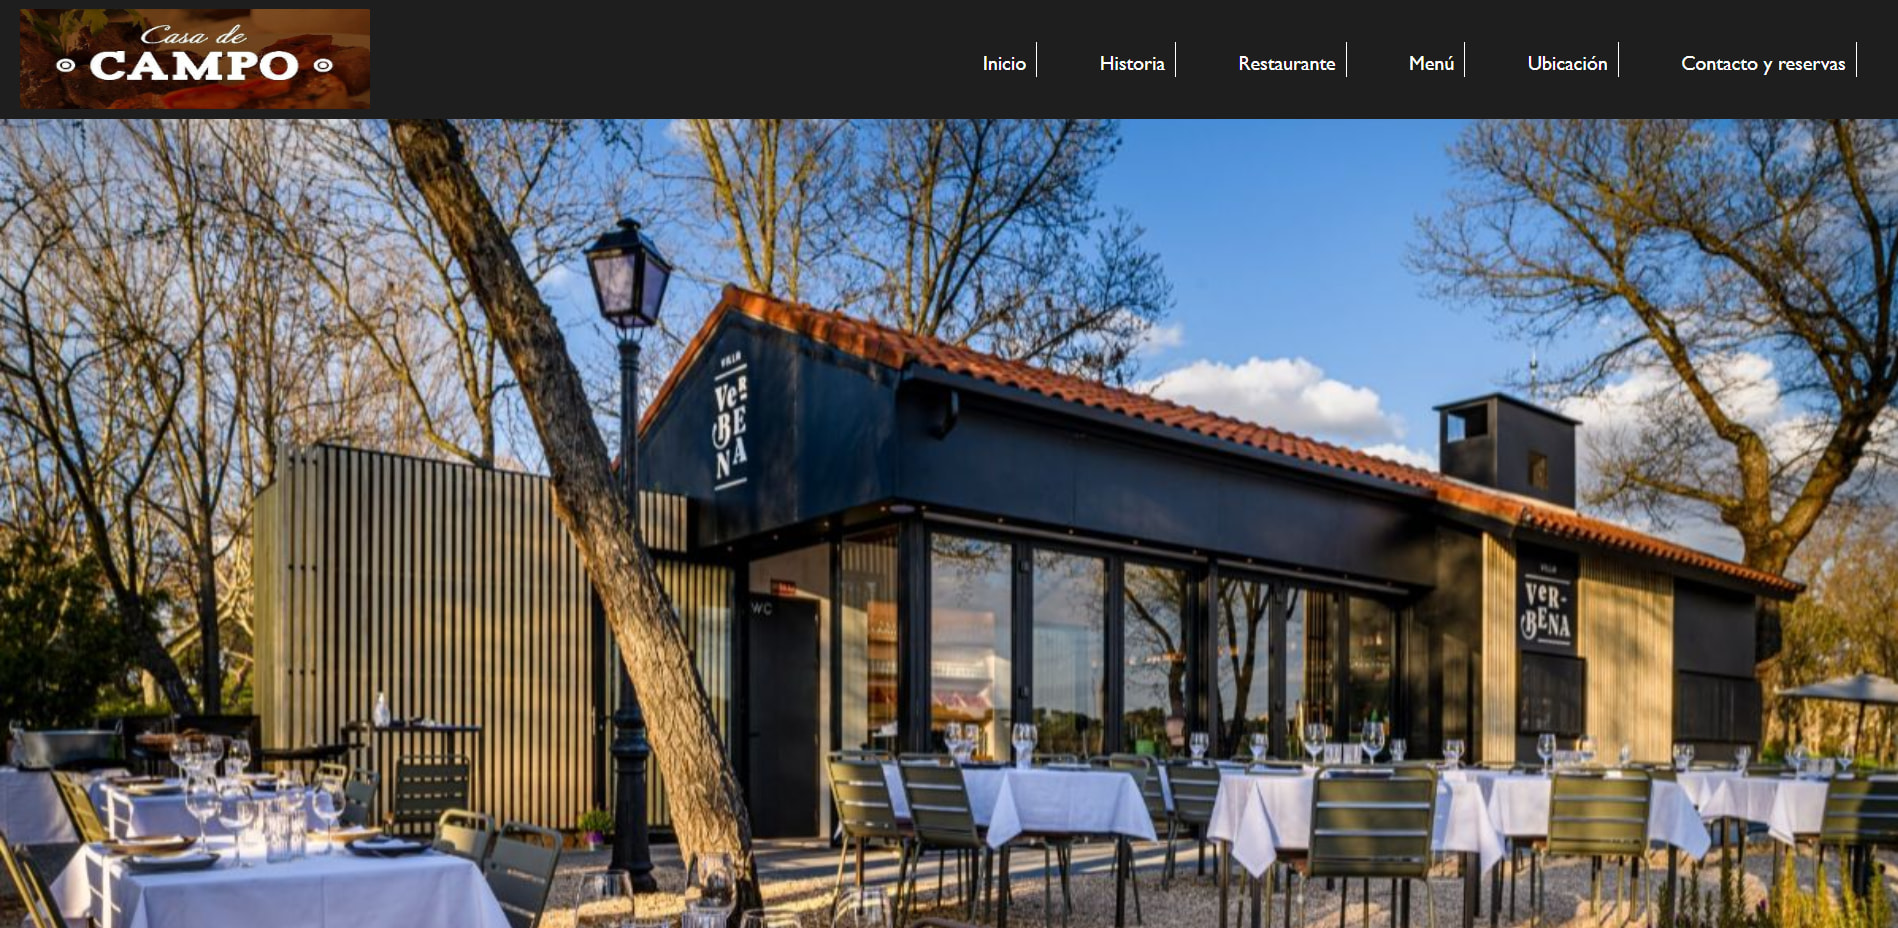 Casa de
CAMPO
Inicio
Historia
Restaurante
Menú
Ubicación
Contacto y reservas
VILLA
VeR
BE
NA
WC
VILLA
VeR-
BENA